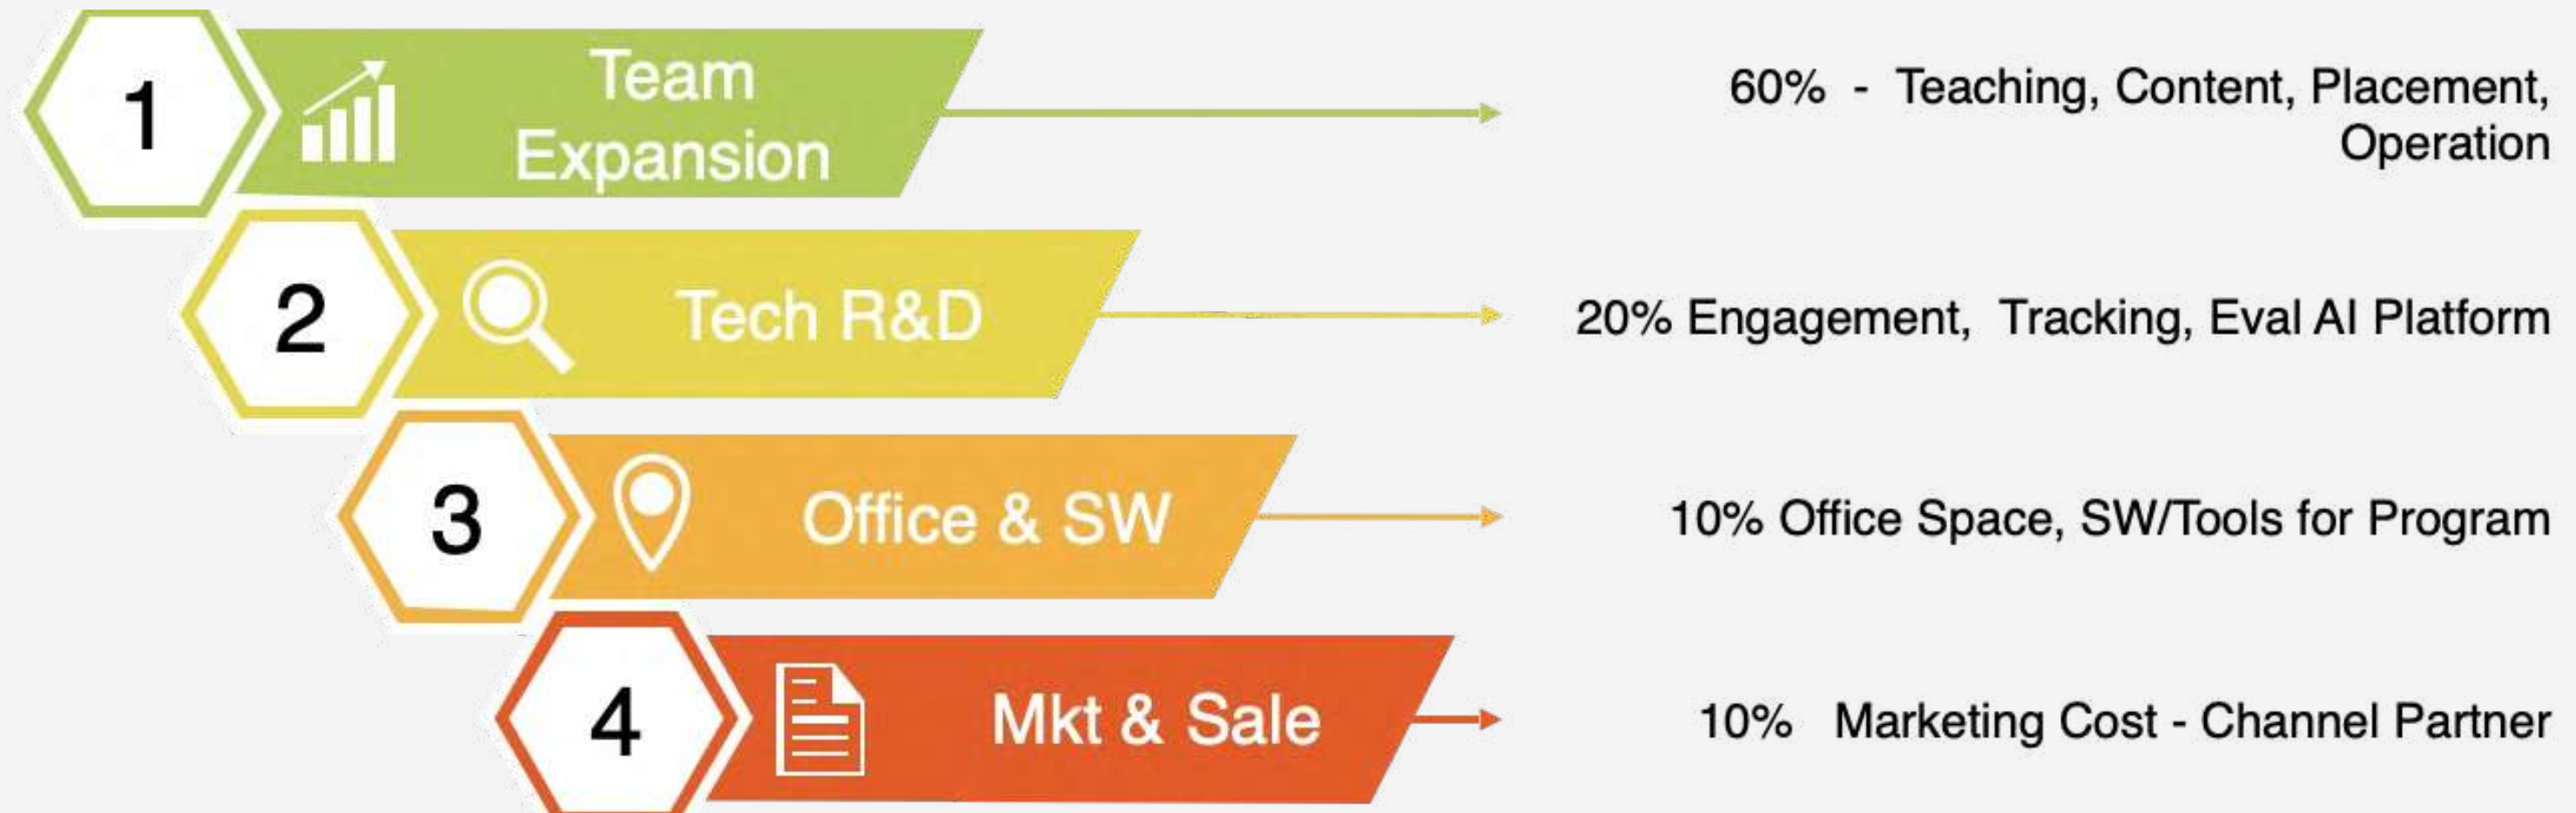 1
Team
Expansion
60% - Teaching, Content, Placement,
Operation
2
Tech R&D
20% Engagement, Tracking, Eval AI Platform
3
Office & SW
10% Office Space, SW/Tools for Program
4
Mkt & Sale
10% Marketing Cost - Channel Partner